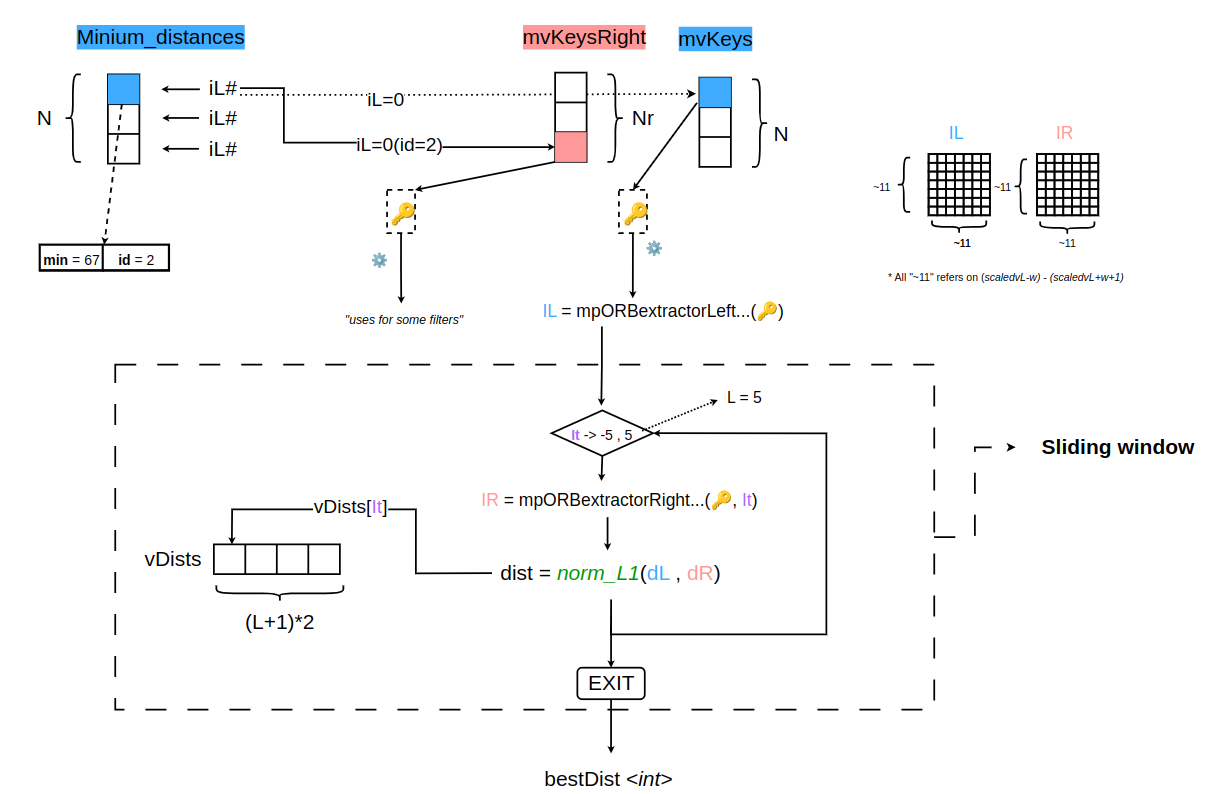 Minium_distances
mvKeysRight
mvKeys
N
iL#
iL#
iL#
iL=0
iL=0(id=2)
Nr
N
IL
IR
~11
~11
~11
~11
* All "~11" refers on (scaledvL-w) - (scaledvL+w+1)
min = 67
id = 2
"uses for some filters"
IL = mpORBextractorLeft...(🔑)
L = 5
It -> -5 , 5
Sliding window
IR = mpORBextractorRight...(🔑, It)
vDists[It]
vDists
dist = norm_L1(dL , dR)
(L+1)*2
EXIT
bestDist <int>